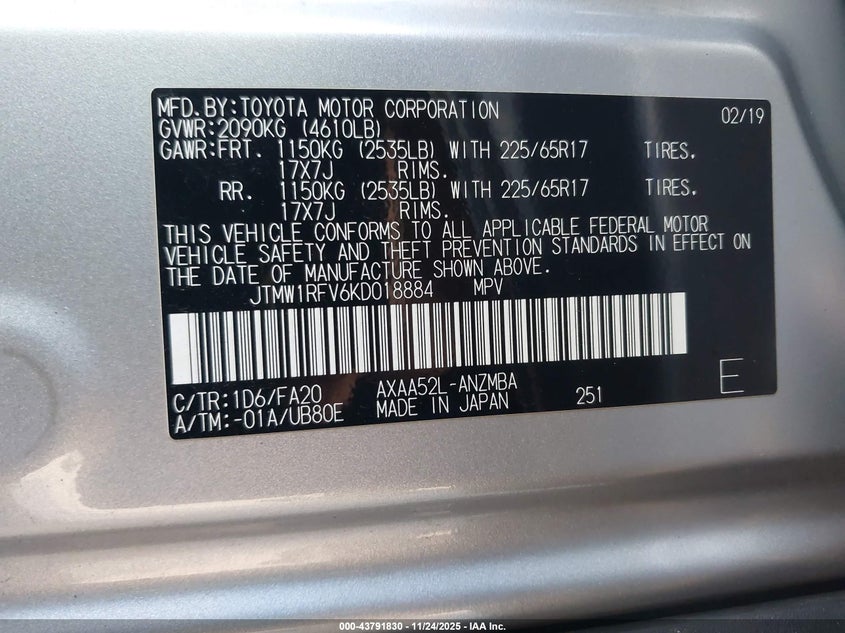 MFD.BY:TOYOTA MOTOR CORPORATION 02/19
GVWR:2090KG (4610LB)
GAWR:FRT. 1150KG (2535LB) WITH 225/65R17 TIRES.
17X7J RIMS.
RR. 1150KG (2535LB) WITH 225/65R17 TIRES.
17X7J RIMS.
THIS VEHICLE CONFORMS TO ALL APPLICABLE FEDERAL MOTOR
VEHICLE SAFETY AND THEFT PREVENTION STANDARDS IN EFFECT ON
THE DATE OF MANUFACTURE SHOWN ABOVE.
JTMW1RFV6KD018884 MPV
C/TR:1D6/FA20 AXAA52L-ANZMBA
A/TM:-01A/UB80E MADE IN JAPAN 251 E
000-43791830 - 11/24/2025 - IAA Inc.